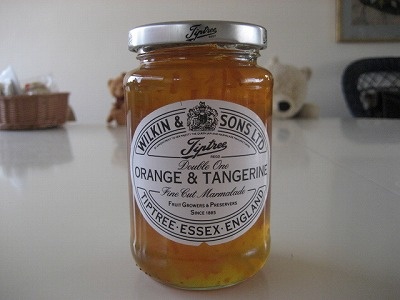 Tiptree
WILKIN & SONS LTD
Tiptree
Double One
ORANGE & TANGERINE
Fine Cut Marmalade
FRUIT GROWERS & PRESERVERS
SINCE 1885
TIPTREE · ESSEX · ENGLAND